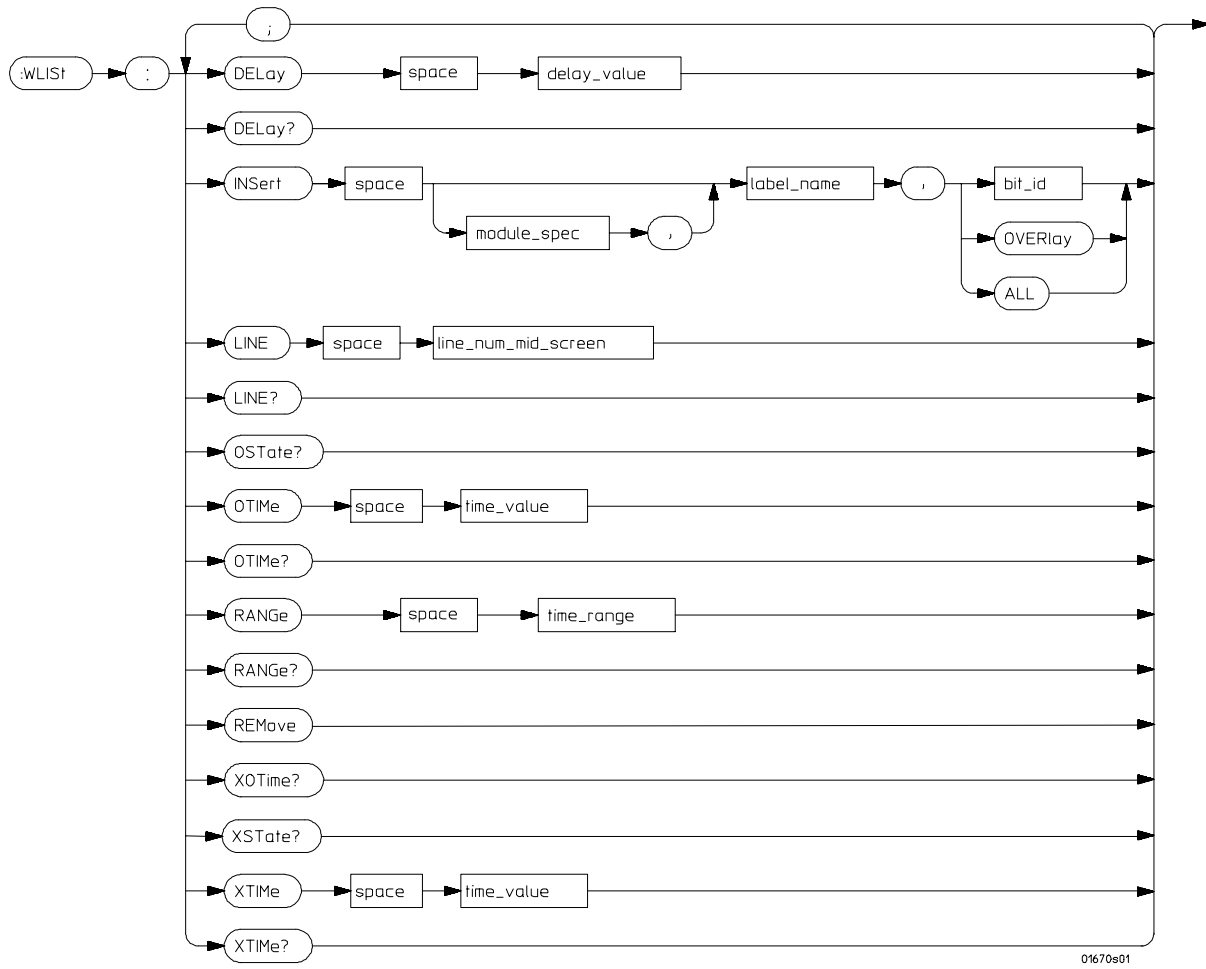 ;
:WLISt : DELay space delay_value
DELay?
INSert space label_name , bit_id
module_spec , OVERlay
ALL
LINE space line_num_mid_screen
LINE?
OSTate?
OTIMe space time_value
OTIMe?
RANGe space time_range
RANGe?
REMove
XOTime?
XSTate?
XTIMe space time_value
XTIMe?
01670s01